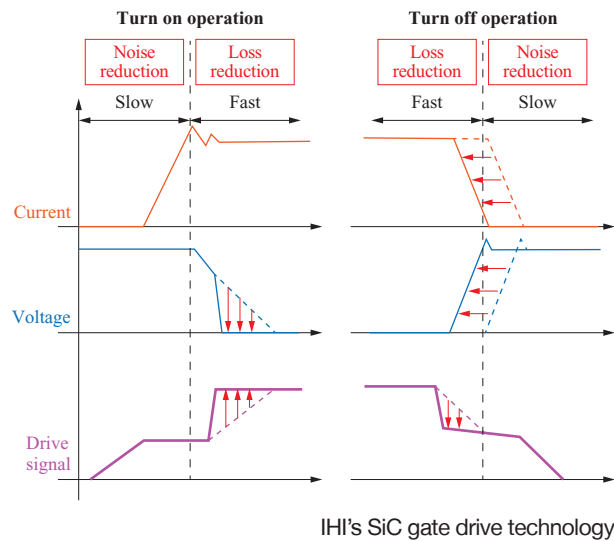 Turn on operation
Turn off operation
Noise
reduction
Loss
reduction
Loss
reduction
Noise
reduction
Slow
Fast
Fast
Slow
Current
Voltage
Drive
signal
IHI's SiC gate drive technology